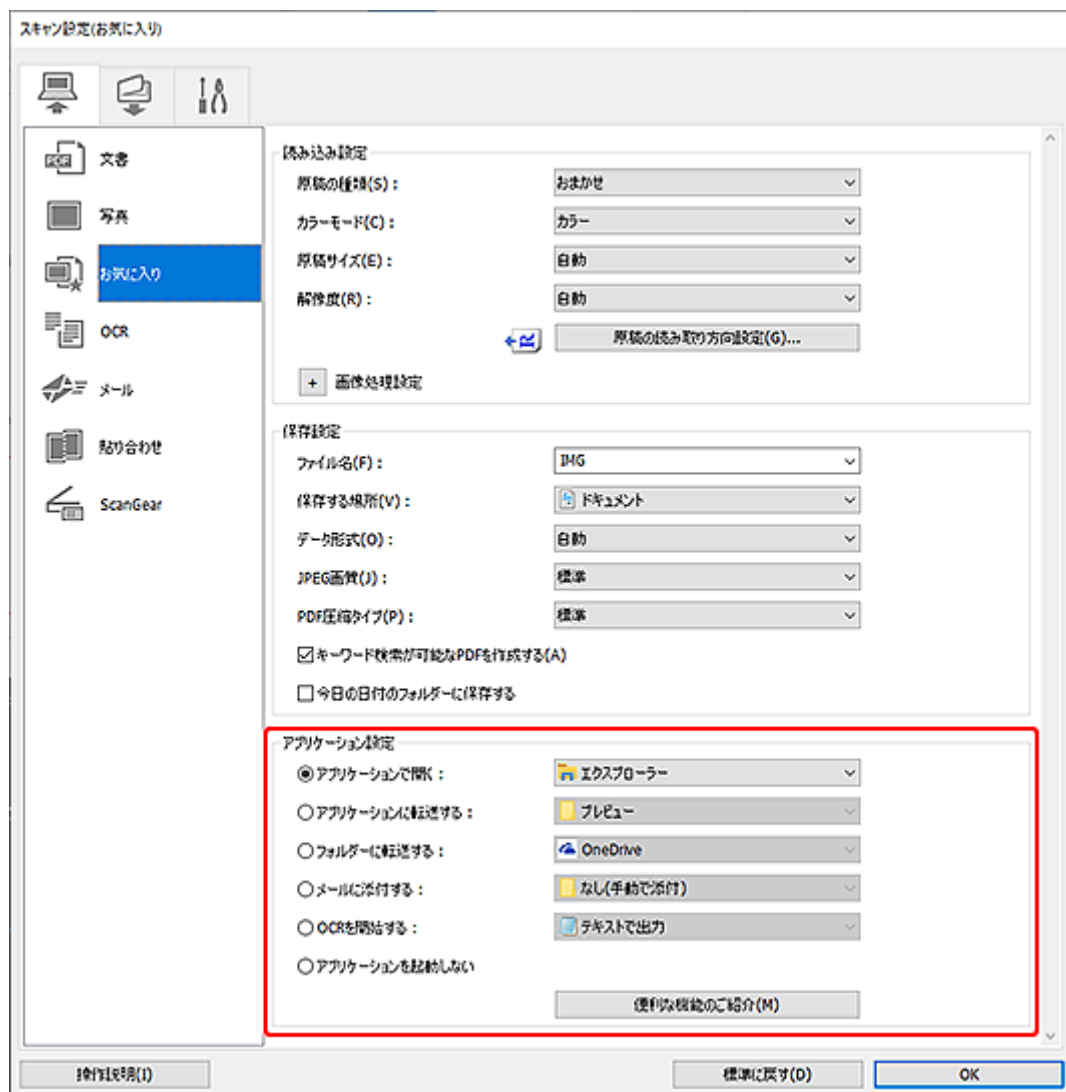 スキャン設定(お気に入り)
文書
写真
お気に入り
OCR
メール
貼り合わせ
ScanGear
読み込み設定
原稿の種類(S): おまかせ
カラーモード(C): カラー
原稿サイズ(E): 自動
解像度(R): 自動
原稿の読み取り方向設定(G)...
+ 画像処理設定
保存設定
ファイル名(F): IMG
保存する場所(V): ドキュメント
データ形式(O): 自動
JPEG画質(J): 標準
PDF圧縮タイプ(P): 標準
キーワード検索が可能なPDFを作成する(A)
今日の日付のフォルダーに保存する
アプリケーション設定
アプリケーションで開く: エクスプローラー
アプリケーションに転送する: プレビュー
フォルダーに転送する: OneDrive
メールに添付する: なし(手動で添付)
OCRを開始する: テキストで出力
アプリケーションを起動しない
便利な機能のご紹介(M)
操作説明(I) 標準に戻す(D) OK